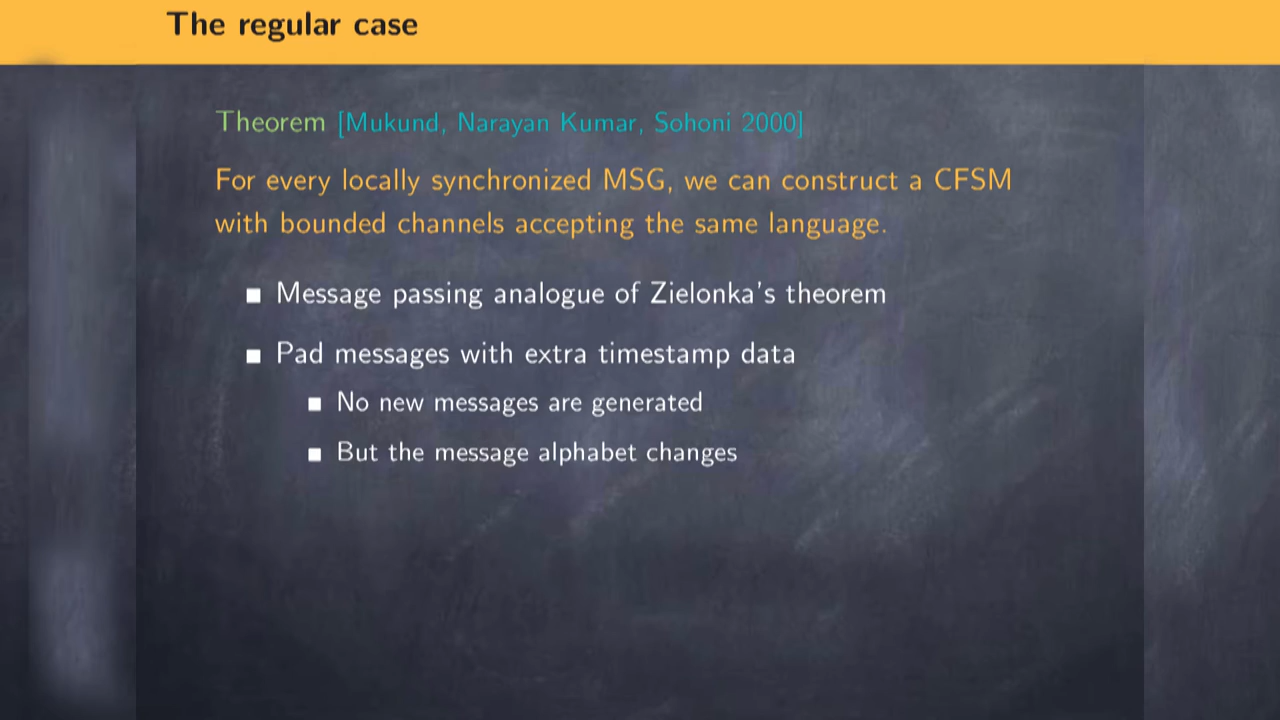 The regular case
Theorem [Mukund, Narayan Kumar, Sohoni 2000]
For every locally synchronized MSG, we can construct a CFSM
with bounded channels accepting the same language.
Message passing analogue of Zielonka's theorem
Pad messages with extra timestamp data
No new messages are generated
But the message alphabet changes